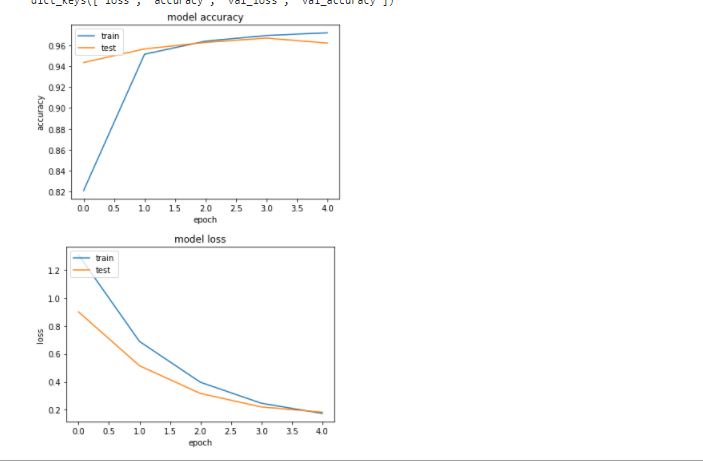 dict_keys(['loss', 'accuracy', 'val_loss', 'val_accuracy'])
model accuracy
train
test
0.96
0.94
0.92
0.90
0.88
0.86
0.84
0.82
accuracy
0.0 0.5 1.0 1.5 2.0 2.5 3.0 3.5 4.0
epoch
model loss
train
test
1.2
1.0
0.8
0.6
0.4
0.2
loss
0.0 0.5 1.0 1.5 2.0 2.5 3.0 3.5 4.0
epoch